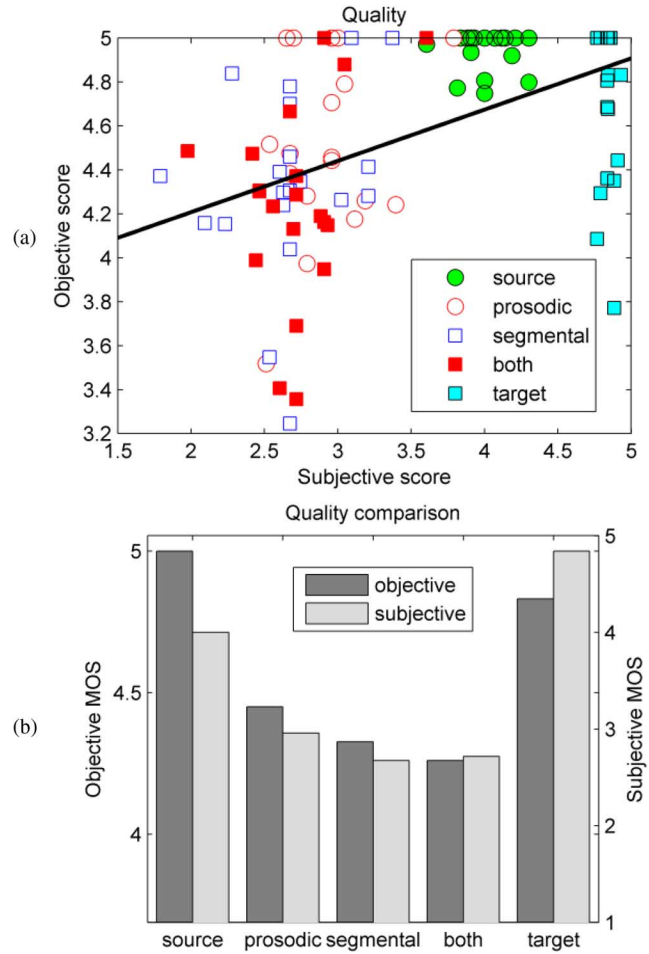 Quality
(a)
Objective score
5
4.8
4.6
4.4
4.2
4
3.8
3.6
3.4
3.2
source
prosodic
segmental
both
target
1.5 2 2.5 3 3.5 4 4.5 5
Subjective score
Quality comparison
(b)
Objective MOS
5
4.5
4
objective
subjective
5
4
3
2
1
Subjective MOS
source prosodic segmental both target